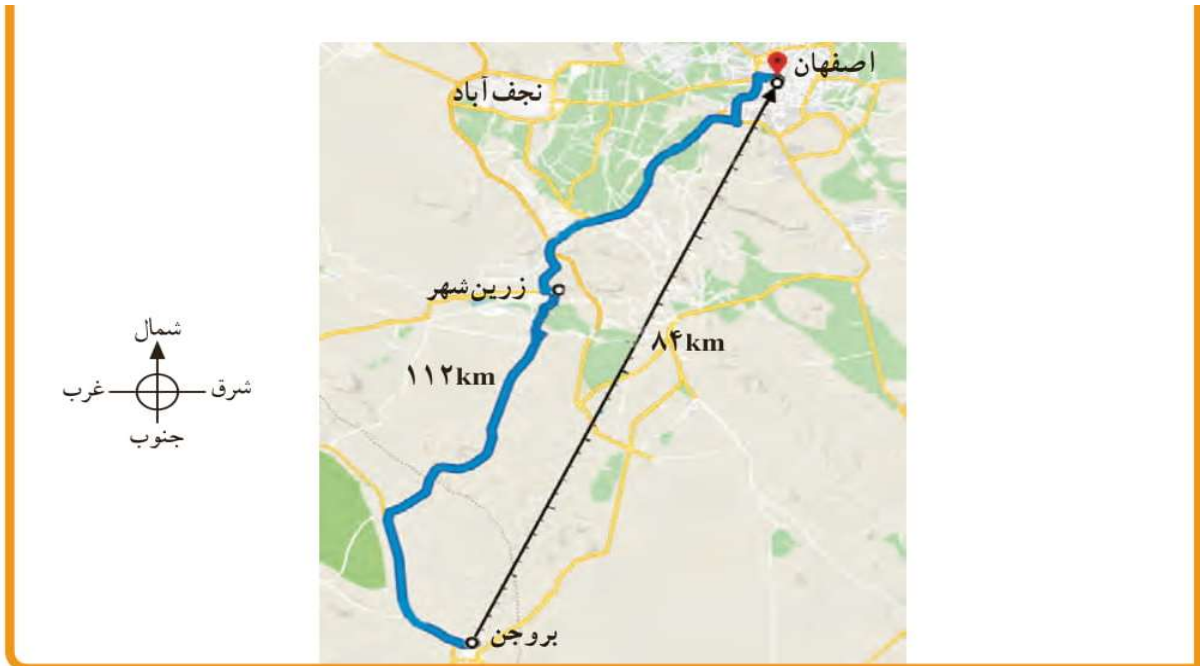 اصفهان
نجف آباد
زرین‌شهر
۸۴km
۱۱۲km
شمال
شرق
غرب
جنوب
بروجن